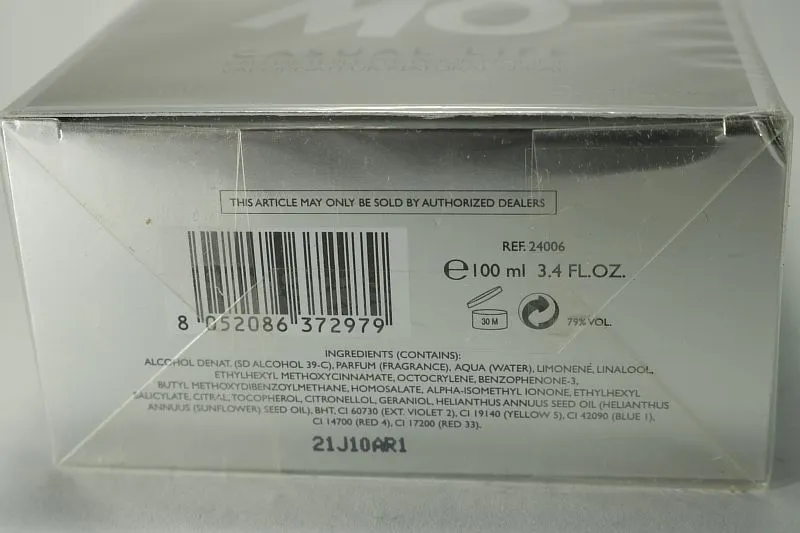 MO
THIS ARTICLE MAY ONLY BE SOLD BY AUTHORIZED DEALERS
REF. 24006
e 100 ml 3.4 FL.OZ.
30 M
79% VOL.
8 052086 372979
INGREDIENTS (CONTAINS):
ALCOHOL DENAT. (SD ALCOHOL 39-C), PARFUM (FRAGRANCE), AQUA (WATER), LIMONENE, LINALOOL,
ETHYLHEXYL METHOXYCINNAMATE, OCTOCRYLENE, BENZOPHENONE-3,
BUTYL METHOXYDIBENZOYLMETHANE, HOMOSALATE, ALPHA-ISOMETHYL IONONE, ETHYLHEXYL
SALICYLATE, CITRAL, TOCOPHEROL, CITRONELLOL, GERANIOL, HELIANTHUS ANNUUS SEED OIL (HELIANTHUS
ANNUUS (SUNFLOWER) SEED OIL), BHT, CI 60730 (EXT. VIOLET 2), CI 19140 (YELLOW 5), CI 42090 (BLUE 1),
CI 14700 (RED 4), CI 17200 (RED 33).
21J10AR1